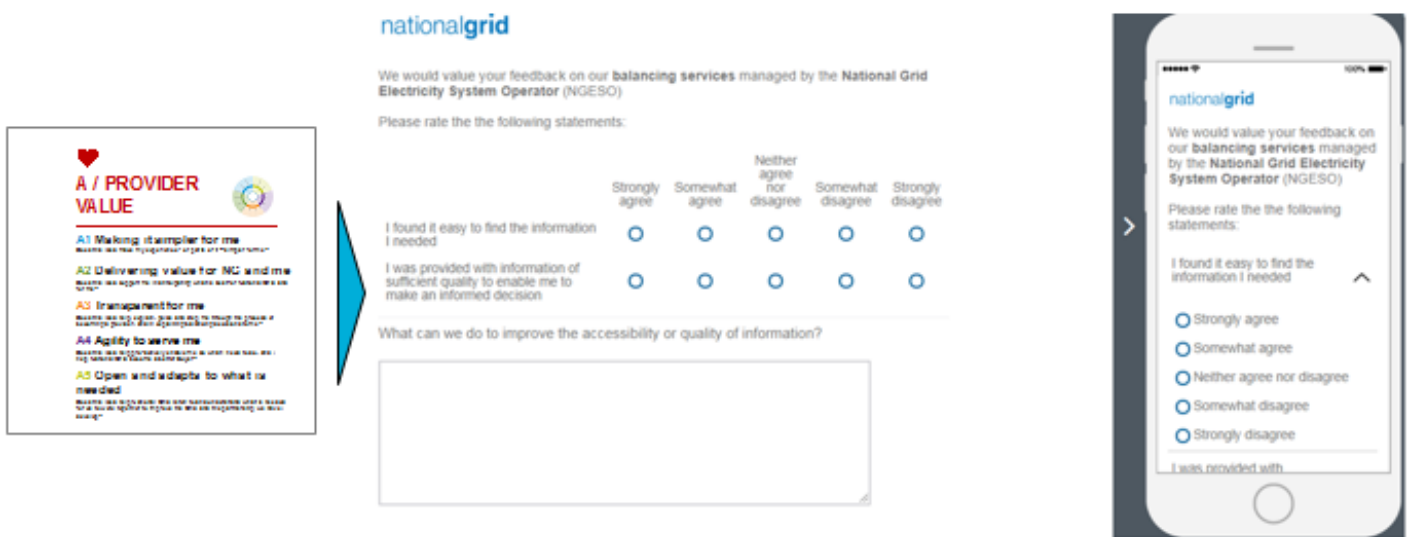 A / PROVIDER
VALUE
A1 Making it simpler for me
A2 Delivering value for NG and me
A3 Transparent for me
A4 Agility to serve me
A5 Open and adapts to what is
needed
nationalgrid
We would value your feedback on our balancing services managed by the National Grid
Electricity System Operator (NGESO)
Please rate the the following statements:
Strongly
agree
Somewhat
agree
Neither
agree
nor
disagree
Somewhat
disagree
Strongly
disagree
I found it easy to find the information
I needed
I was provided with information of
sufficient quality to enable me to
make an informed decision
What can we do to improve the accessibility or quality of information?
100%
nationalgrid
We would value your feedback on
our balancing services managed
by the National Grid Electricity
System Operator (NGESO)
Please rate the the following
statements:
I found it easy to find the
information I needed
Strongly agree
Somewhat agree
Neither agree nor disagree
Somewhat disagree
Strongly disagree
I was provided with